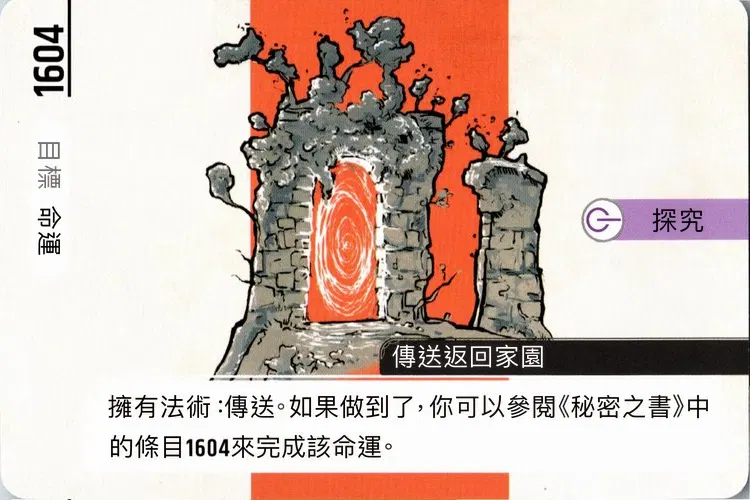 1604
目標 命運
探究
傳送返回家園
擁有法術:傳送。如果做到了,你可以參閱《秘密之書》中
的條目1604來完成該命運。